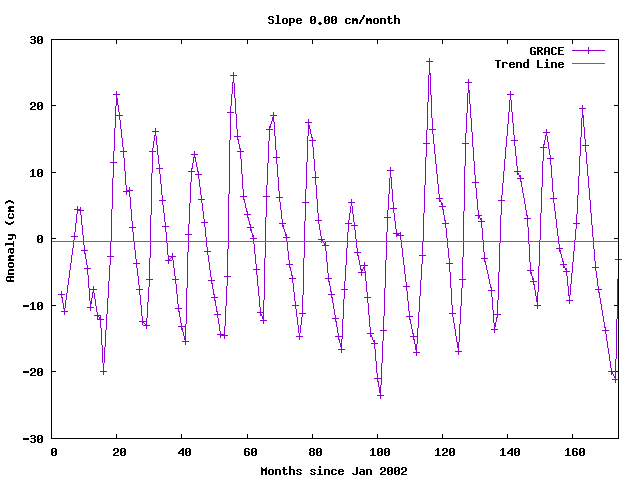 Slope 0.00 cm/month
30
20
10
0
-10
-20
-30
Anomaly (cm)
GRACE
Trend Line
0 20 40 60 80 100 120 140 160
Months since Jan 2002